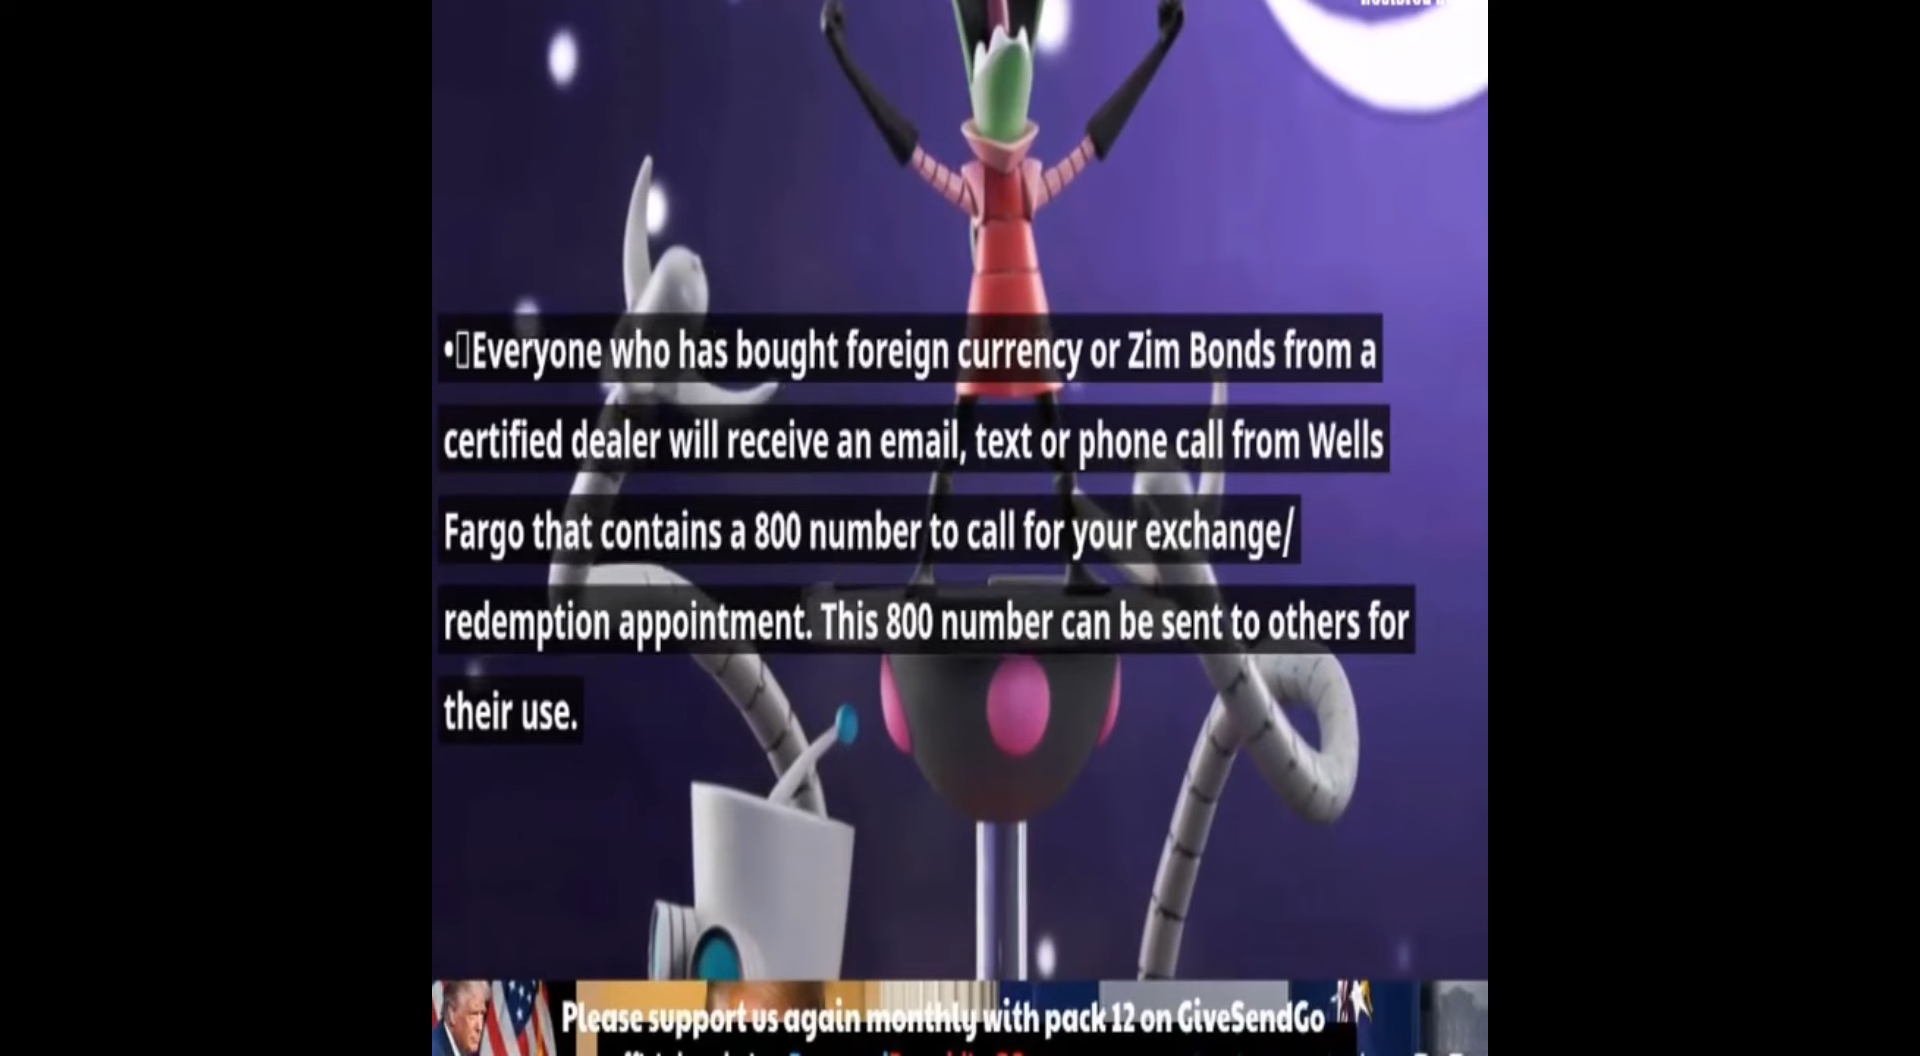 •▯Everyone who has bought foreign currency or Zim Bonds from a
certified dealer will receive an email, text or phone call from Wells
Fargo that contains a 800 number to call for your exchange/
redemption appointment. This 800 number can be sent to others for
their use.
Please support us again monthly with pack 12 on GiveSendGo